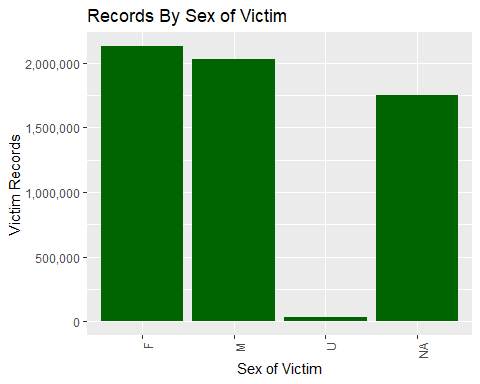 Records By Sex of Victim
Victim Records
2,000,000
1,500,000
1,000,000
500,000
0
F
M
U
NA
Sex of Victim